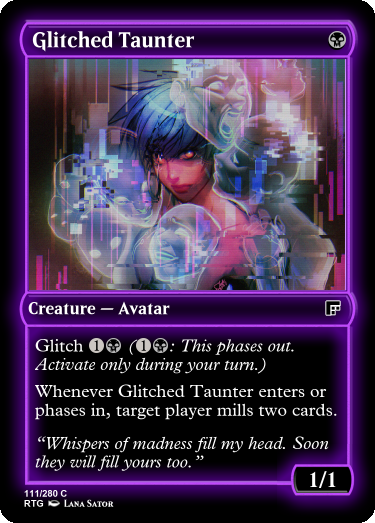 Glitched Taunter
Creature — Avatar
Glitch 1 (1: This phases out.
Activate only during your turn.)
Whenever Glitched Taunter enters or
phases in, target player mills two cards.
“Whispers of madness fill my head. Soon
they will fill yours too.”
1/1
111/280 C
RTG Lana Sator